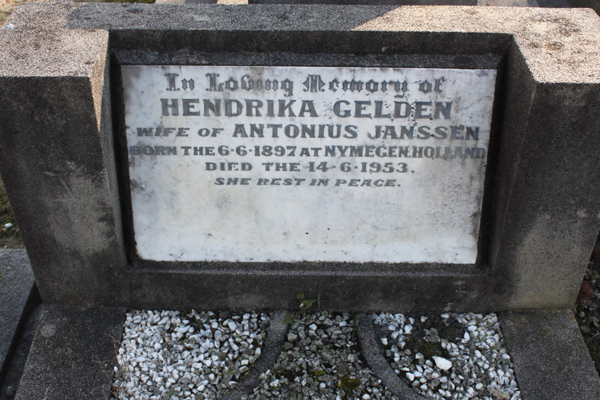 In Loving Memory of
HENDRIKA GELDEN
WIFE OF ANTONIUS JANSSEN
BORN THE 6·6·1897 AT NYMEGEN.HOLLAND
DIED THE 14·6·1953.
SHE REST IN PEACE.